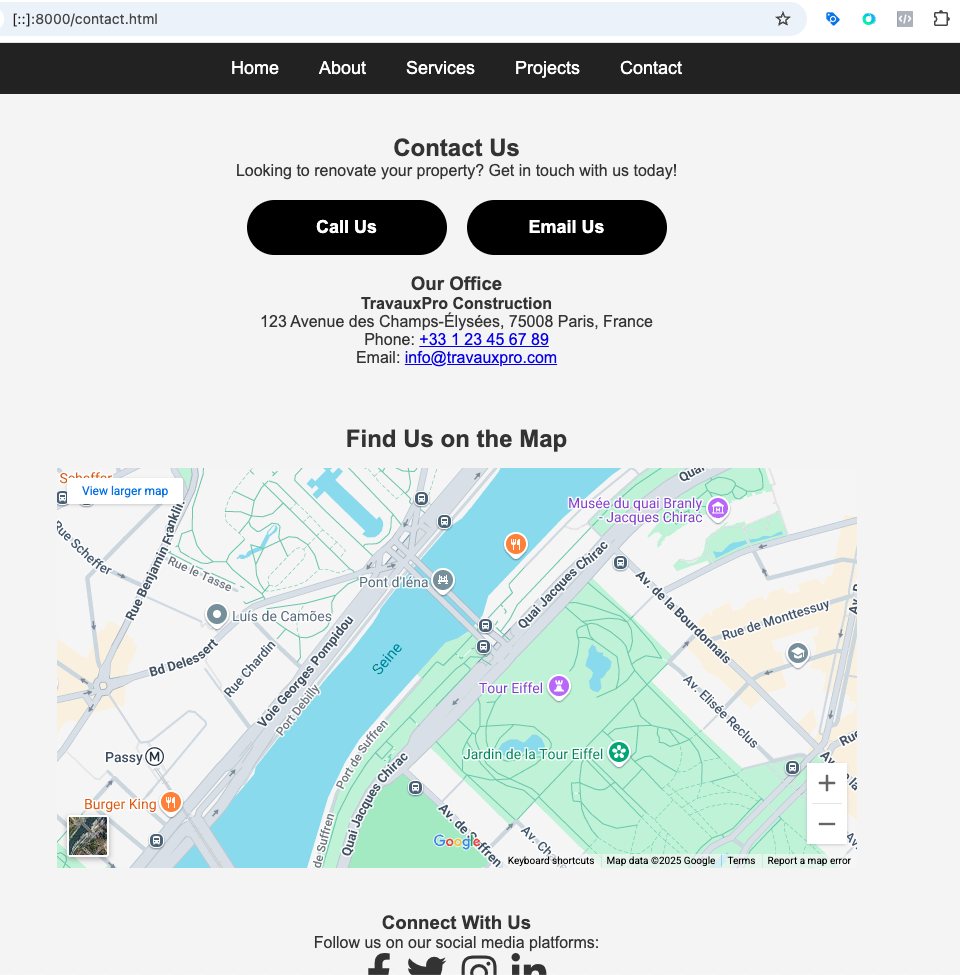 [::]:8000/contact.html
Home About Services Projects Contact
Contact Us
Looking to renovate your property? Get in touch with us today!
Call Us Email Us
Our Office
TravauxPro Construction
123 Avenue des Champs-Élysées, 75008 Paris, France
Phone: +33 1 23 45 67 89
Email: info@travauxpro.com
Find Us on the Map
View larger map
Rue Scheffer
Rue Benjamin Franklin
Rue le Tasse
Luís de Camões
Bd Delessert
Rue Chardin
Voie Georges Pompidou
Port Debilly
Passy
M
Burger King
Pont d'Iéna
Seine
Musée du quai Branly
- Jacques Chirac
Quai Jacques Chirac
Av. de la Bourdonnais
Rue de Monttessuy
Av. Elisée Reclus
Tour Eiffel
Jardin de la Tour Eiffel
Port de Suffren
Quai Jacques Chirac
de Suffren
Av. de Suffren
Google
Keyboard shortcuts Map data ©2025 Google Terms Report a map error
Connect With Us
Follow us on our social media platforms: